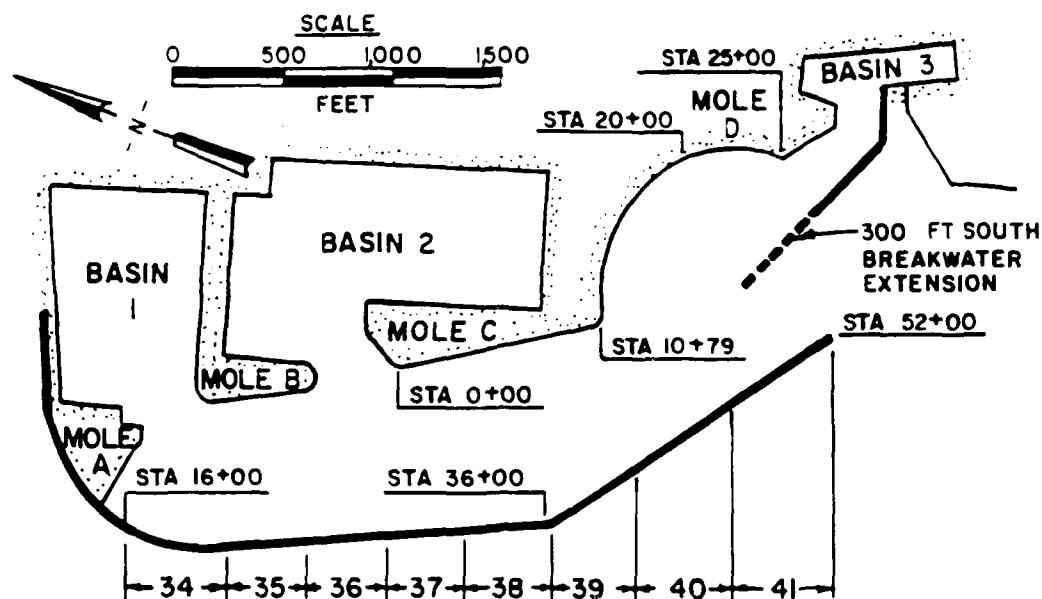 SCALE
0 500 1000 1,500
FEET
N
STA 25+00
BASIN 3
MOLE
D
STA 20+00
BASIN 2
BASIN
1
300 FT SOUTH
BREAKWATER
EXTENSION
MOLE C
STA 52+00
STA 10+79
MOLE B
STA 0+00
MOLE
A
STA 16+00
STA 36+00
34 35 36 37 38 39 40 41